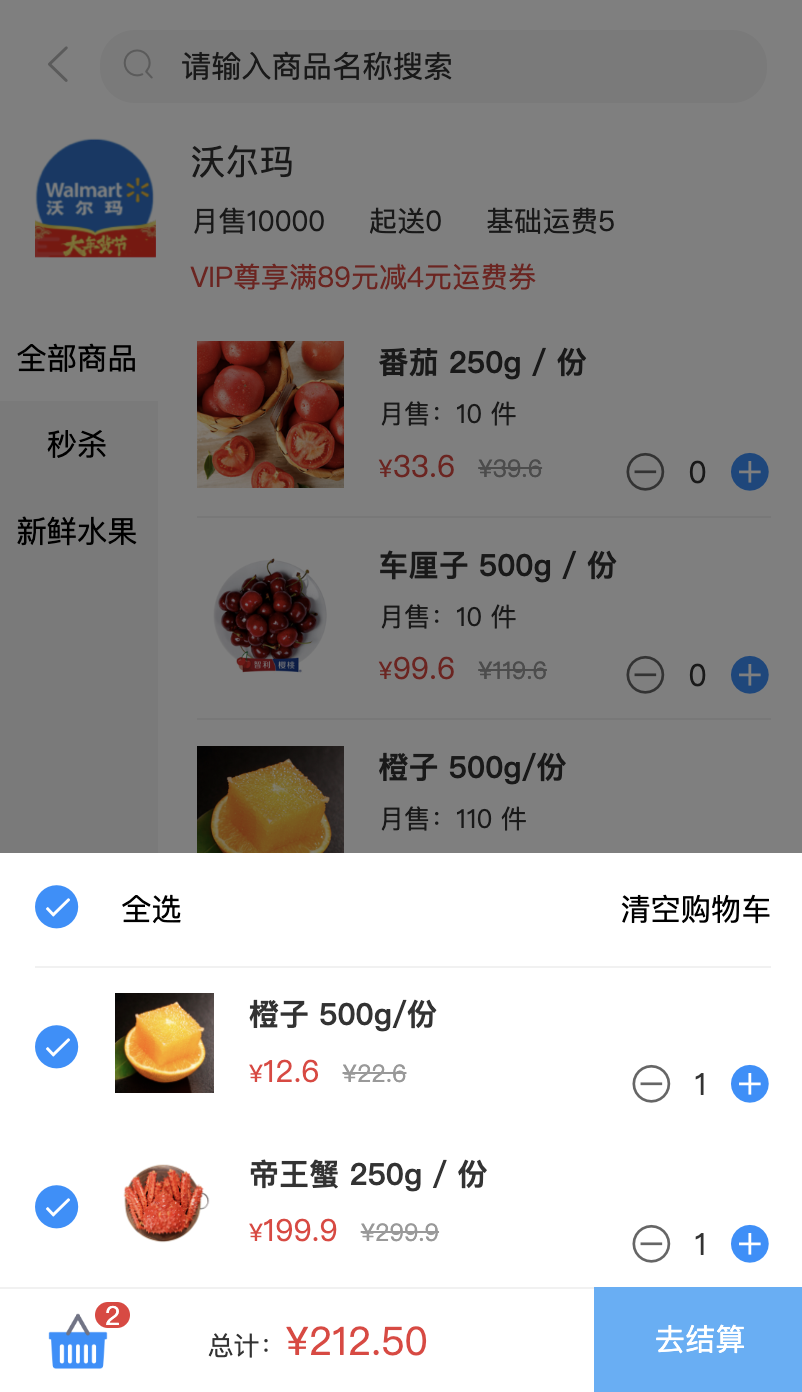 请输入商品名称搜索
Walmart
沃尔玛
大年货节
沃尔玛
月售10000 起送0 基础运费5
VIP尊享满89元减4元运费券
全部商品
秒杀
新鲜水果
番茄 250g / 份
月售：10 件
¥33.6 ¥39.6
0
车厘子 500g / 份
月售：10 件
智利 樱桃
¥99.6 ¥119.6
0
橙子 500g/份
月售：110 件
全选 清空购物车
橙子 500g/份
¥12.6 ¥22.6
1
帝王蟹 250g / 份
¥199.9 ¥299.9
1
2
总计：¥212.50
去结算